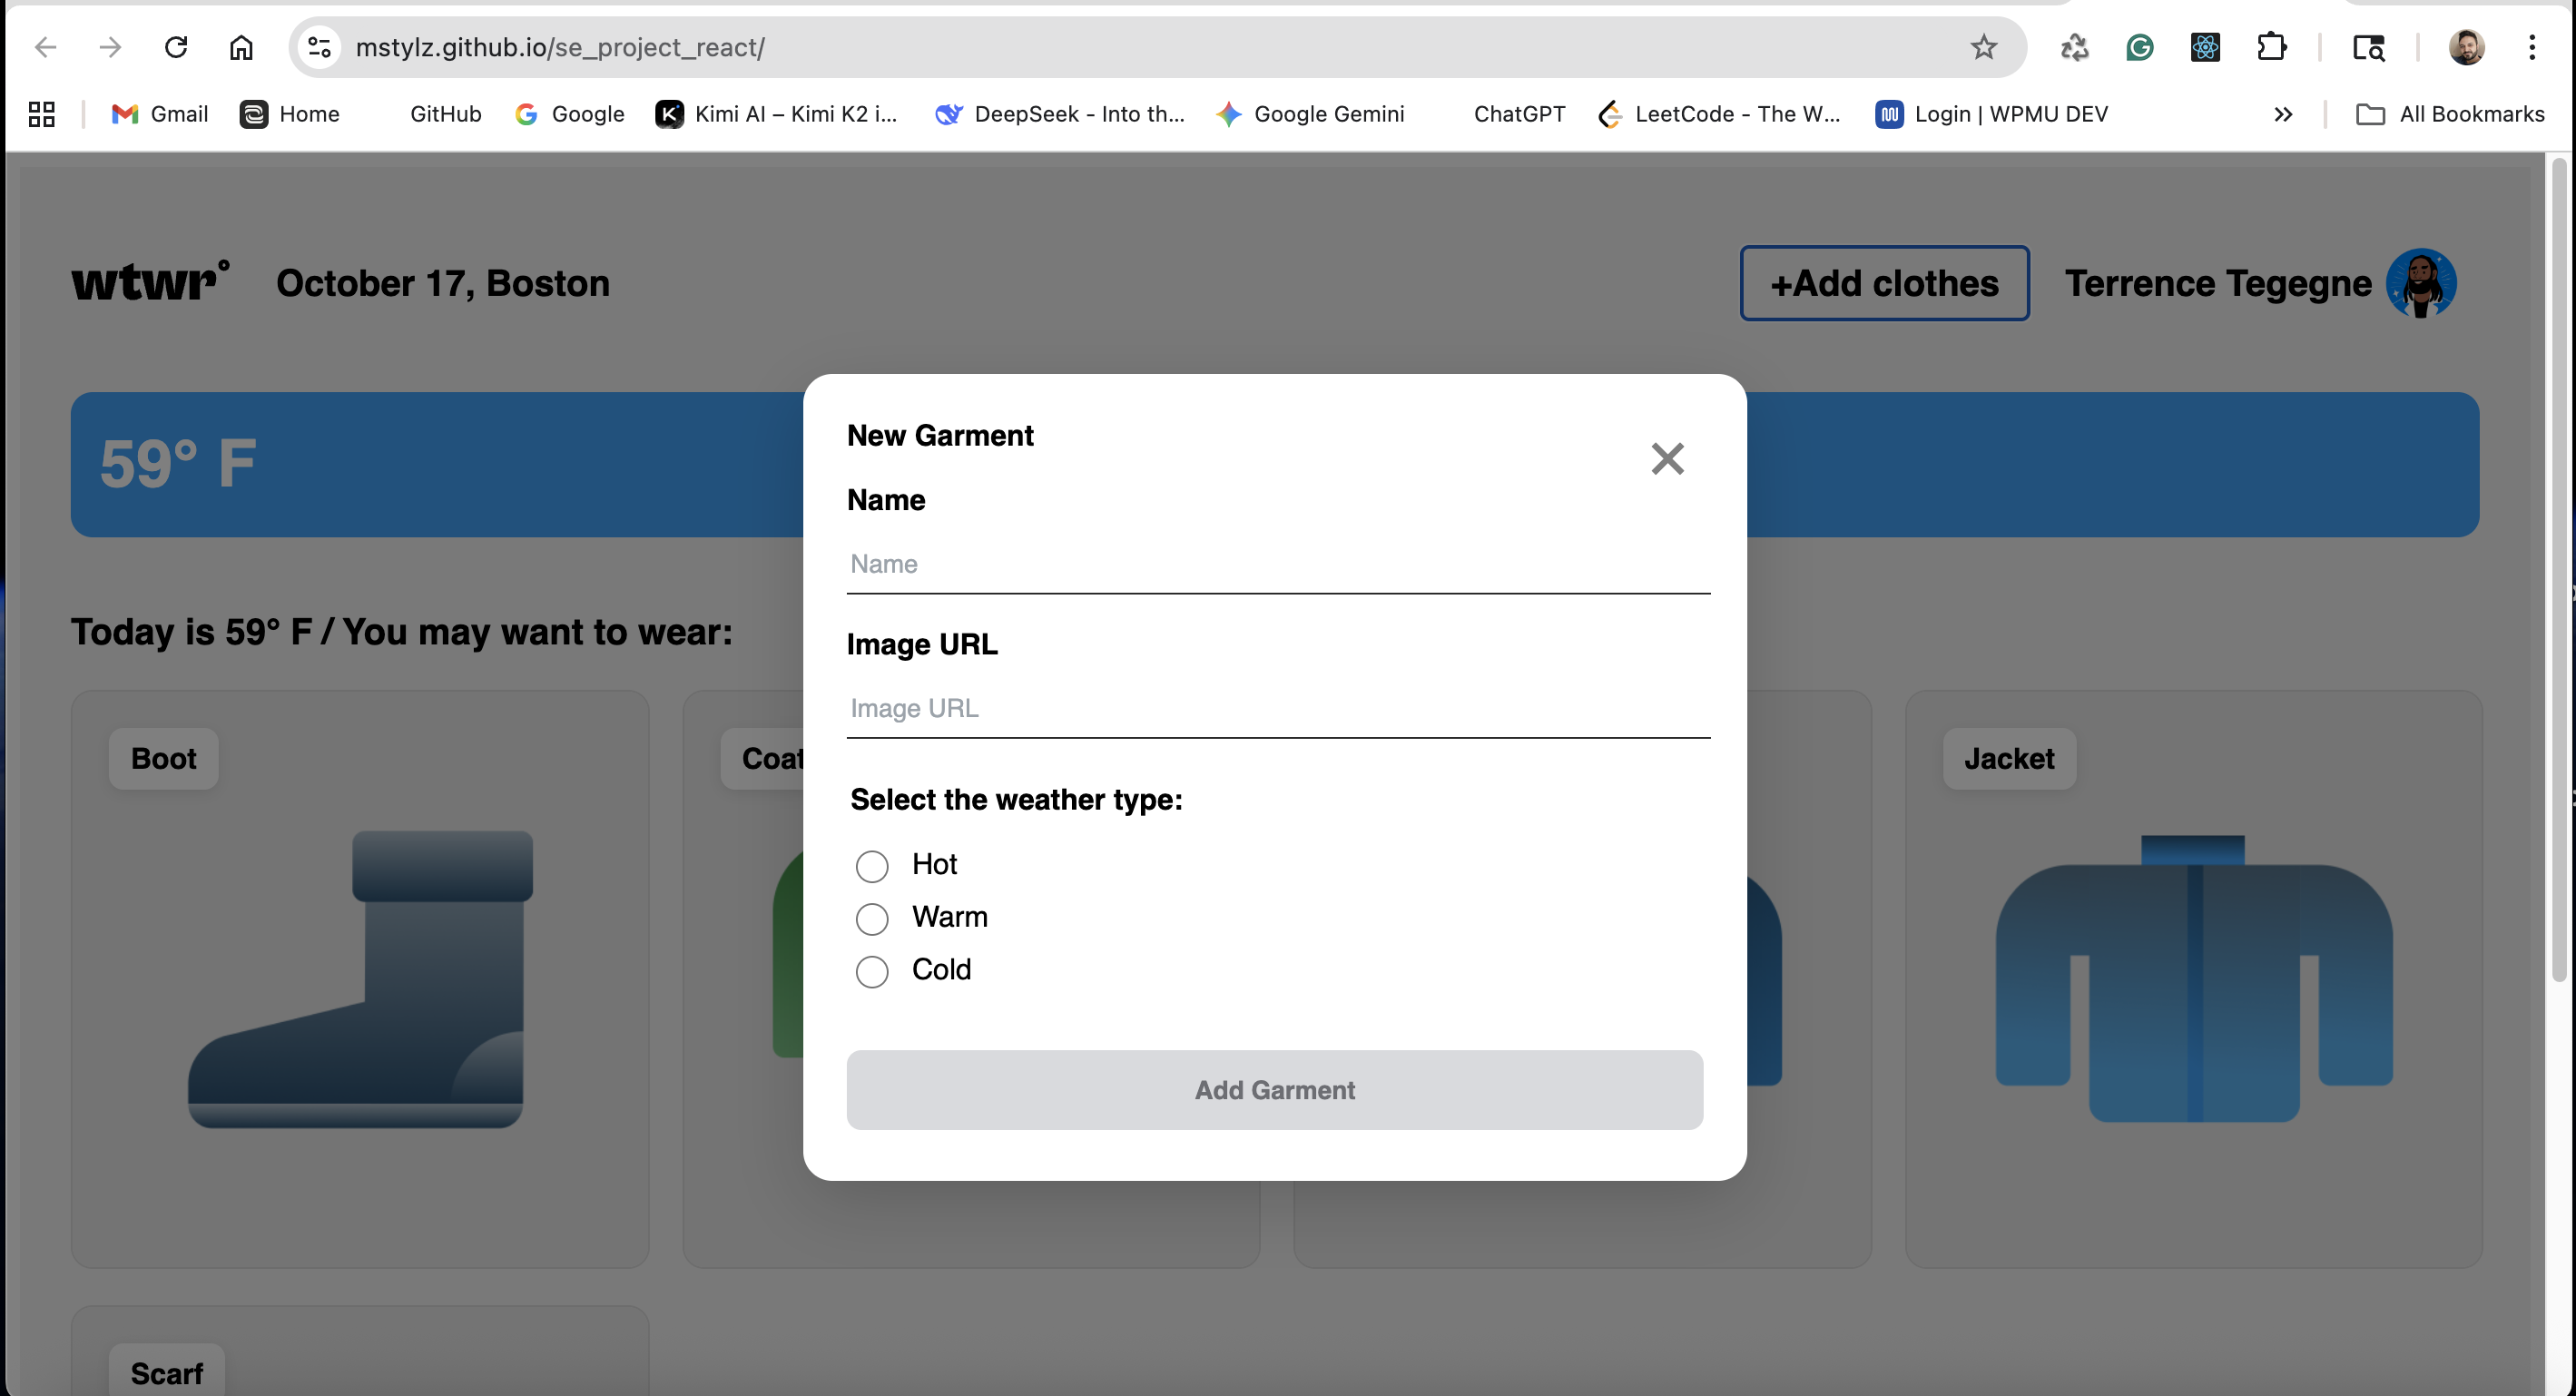 mstylz.github.io/se_project_react/
Gmail
Home
GitHub
Google
Kimi AI – Kimi K2 i...
DeepSeek - Into th...
Google Gemini
ChatGPT
LeetCode - The W...
Login | WPMU DEV
All Bookmarks
wtwr°
October 17, Boston
+Add clothes
Terrence Tegegne
59° F
Today is 59° F / You may want to wear:
Boot
Coat
Jacket
Scarf
New Garment
Name
Name
Image URL
Image URL
Select the weather type:
Hot
Warm
Cold
Add Garment